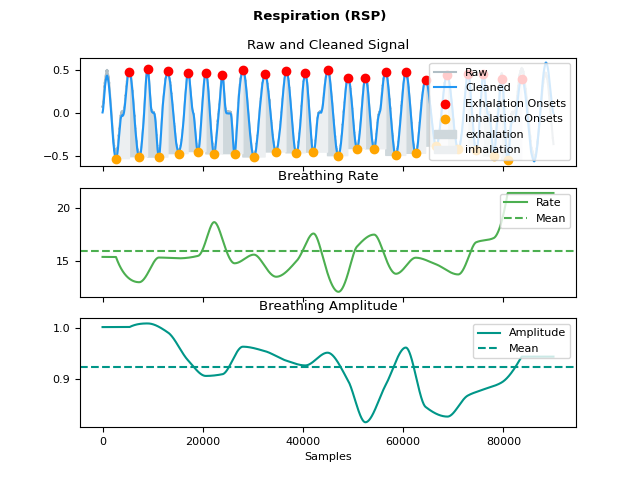 Respiration (RSP)
Raw and Cleaned Signal
0.5
0.0
−0.5
Raw
Cleaned
Exhalation Onsets
Inhalation Onsets
exhalation
inhalation
Breathing Rate
20
15
Rate
Mean
Breathing Amplitude
1.0
0.9
Amplitude
Mean
0 20000 40000 60000 80000
Samples